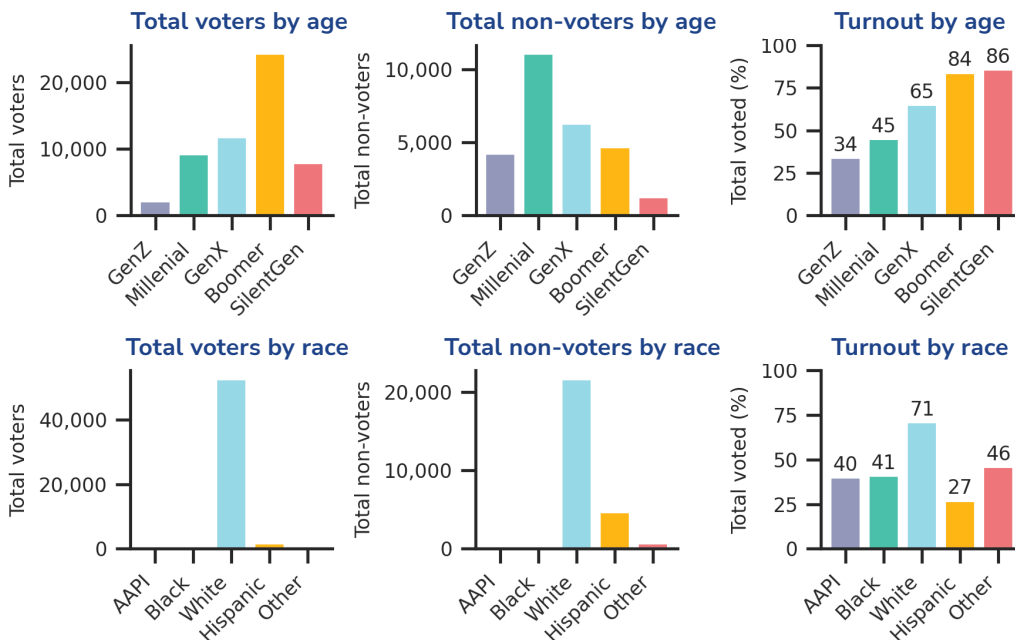 Total voters by age
Total voters
20,000
10,000
0
GenZ
Millenial
GenX
Boomer
SilentGen
Total non-voters by age
Total non-voters
10,000
5,000
0
GenZ
Millenial
GenX
Boomer
SilentGen
Turnout by age
Total voted (%)
100
75
50
25
0
34
45
65
84
86
GenZ
Millenial
GenX
Boomer
SilentGen
Total voters by race
Total voters
40,000
20,000
0
AAPI
Black
White
Hispanic
Other
Total non-voters by race
Total non-voters
20,000
10,000
0
AAPI
Black
White
Hispanic
Other
Turnout by race
Total voted (%)
100
75
50
25
0
40
41
71
27
46
AAPI
Black
White
Hispanic
Other